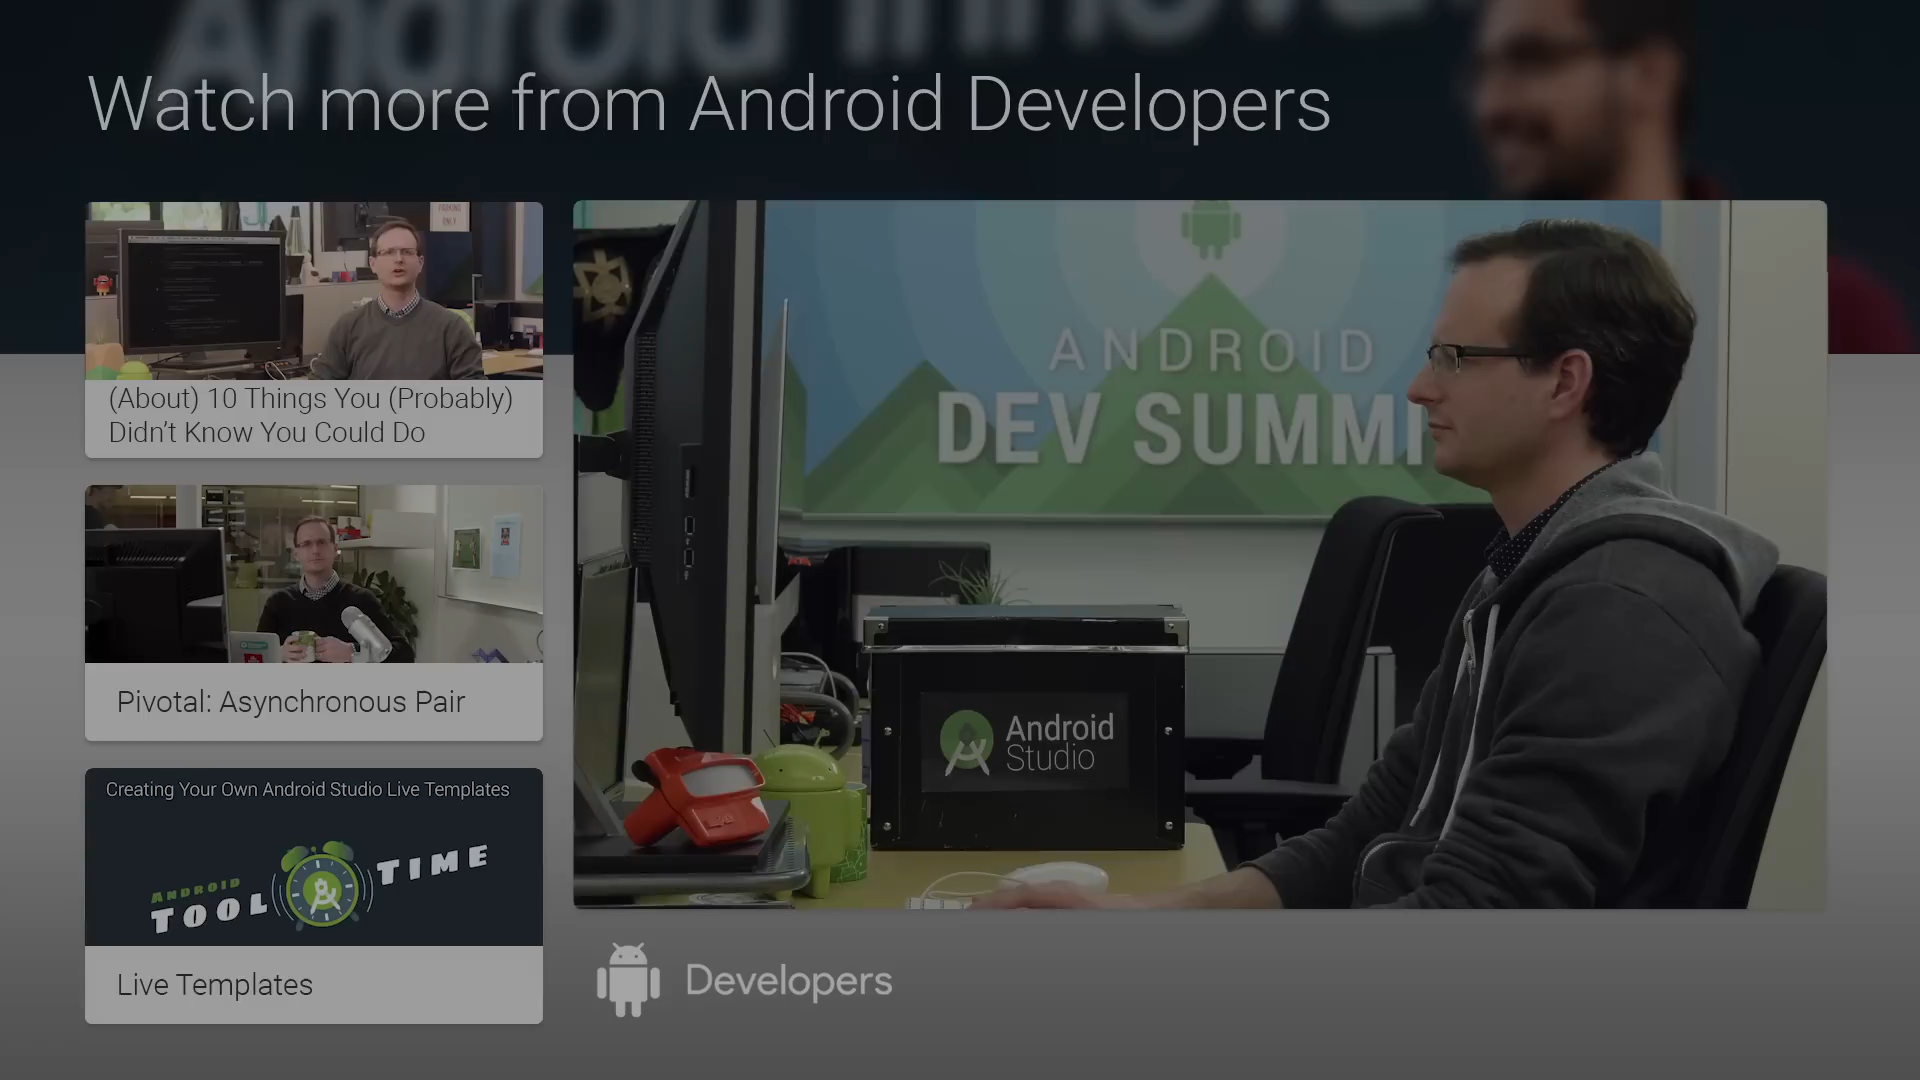 Watch more from Android Developers
(About) 10 Things You (Probably)
Didn't Know You Could Do
Pivotal: Asynchronous Pair
Creating Your Own Android Studio Live Templates
ANDROID
TOOL TIME
Live Templates
ANDROID
DEV SUMMI
Android
Studio
Developers